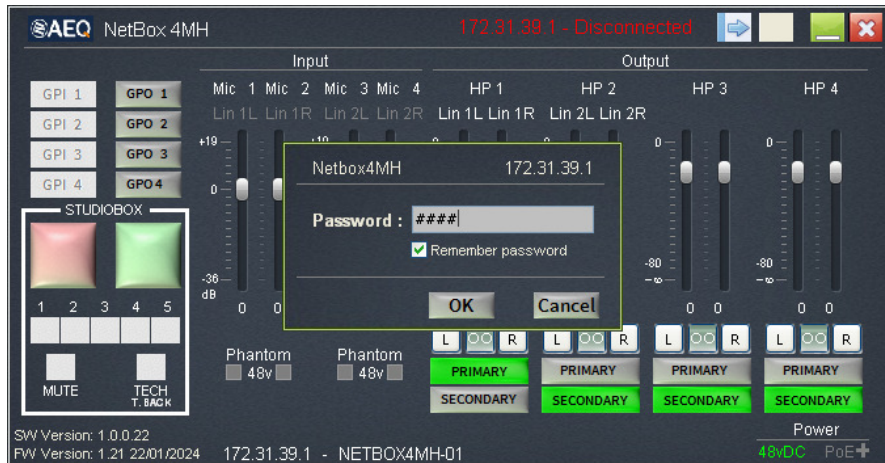 AEQ NetBox 4MH 172.31.39.1 - Disconnected
Input Output
Mic 1 Mic 2 Mic 3 Mic 4 HP 1 HP 2 HP 3 HP 4
Lin 1L Lin 1R Lin 2L Lin 2R Lin 1L Lin 1R Lin 2L Lin 2R
GPI 1 GPO 1
GPI 2 GPO 2
GPI 3 GPO 3
GPI 4 GPO 4
+19 0 0
0
-36 -80 -80
dB -∞ -∞
0 0 0 0 0
Netbox4MH 172.31.39.1
Password : ####
Remember password
OK Cancel
STUDIOBOX
1 2 3 4 5
MUTE TECH
T. BACK
Phantom Phantom
48v 48v
L R L R L R L R
PRIMARY PRIMARY PRIMARY PRIMARY
SECONDARY SECONDARY SECONDARY SECONDARY
SW Version: 1.0.0.22
FW Version: 1.21 22/01/2024 172.31.39.1 - NETBOX4MH-01
Power
48vDC PoE+